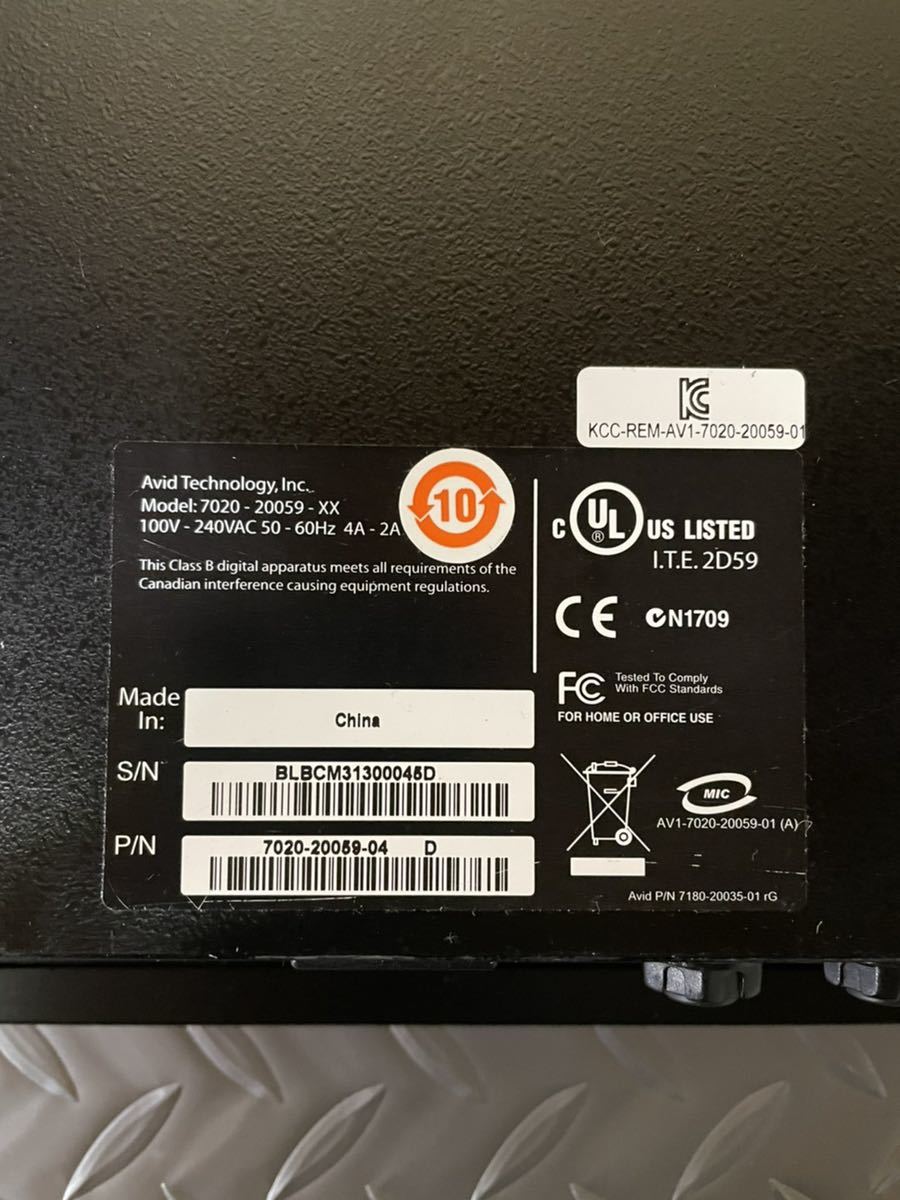 KC
KCC-REM-AV1-7020-20059-01
Avid Technology, Inc.
Model: 7020 - 20059 - XX
100V - 240VAC 50 - 60Hz 4A - 2A
10
This Class B digital apparatus meets all requirements of the
Canadian interference causing equipment regulations.
C UL ® US LISTED
I.T.E. 2D59
CE N1709
FC Tested To Comply
With FCC Standards
FOR HOME OR OFFICE USE
Made
In:
China
S/N
BLBCM31300045D
P/N
7020-20059-04 D
MIC
AV1-7020-20059-01 (A)
Avid P/N 7180-20035-01 rG